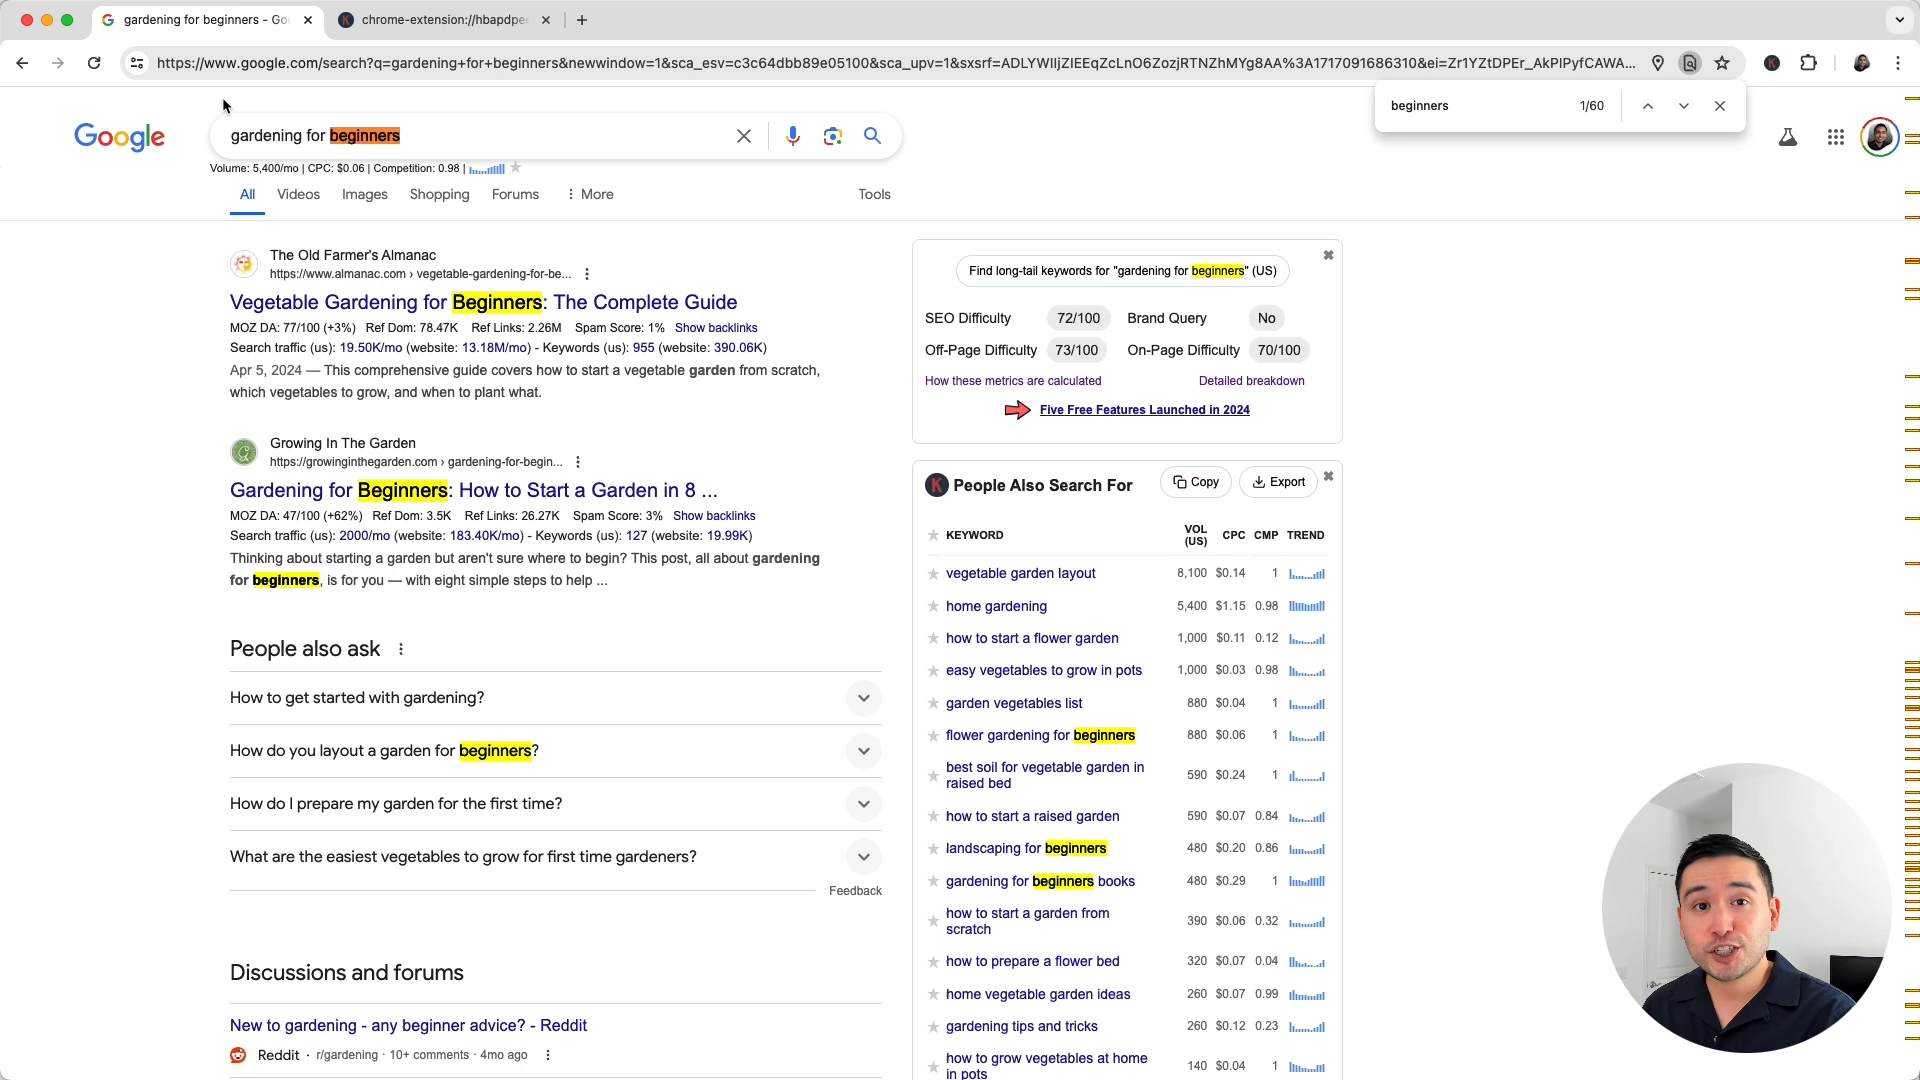 gardening for beginners - Goo
chrome-extension://hbapdpee
https://www.google.com/search?q=gardening+for+beginners&newwindow=1&sca_esv=c3c64dbb89e05100&sca_upv=1&sxsrf=ADLYWIIjZIEEqZcLnO6ZozjRTNZhMYg8AA%3A1717091686310&ei=Zr1YZtDPEr_AkPIPyfCAWA...
beginners 1/60
Google
gardening for beginners
Volume: 5,400/mo | CPC: $0.06 | Competition: 0.98 |
All Videos Images Shopping Forums More Tools
The Old Farmer's Almanac
https://www.almanac.com › vegetable-gardening-for-be...
Vegetable Gardening for Beginners: The Complete Guide
MOZ DA: 77/100 (+3%) Ref Dom: 78.47K Ref Links: 2.26M Spam Score: 1% Show backlinks
Search traffic (us): 19.50K/mo (website: 13.18M/mo) - Keywords (us): 955 (website: 390.06K)
Apr 5, 2024 — This comprehensive guide covers how to start a vegetable garden from scratch,
which vegetables to grow, and when to plant what.
Growing In The Garden
https://growinginthegarden.com › gardening-for-begin...
Gardening for Beginners: How to Start a Garden in 8 ...
MOZ DA: 47/100 (+62%) Ref Dom: 3.5K Ref Links: 26.27K Spam Score: 3% Show backlinks
Search traffic (us): 2000/mo (website: 183.40K/mo) - Keywords (us): 127 (website: 19.99K)
Thinking about starting a garden but aren't sure where to begin? This post, all about gardening
for beginners, is for you — with eight simple steps to help ...
People also ask
How to get started with gardening?
How do you layout a garden for beginners?
How do I prepare my garden for the first time?
What are the easiest vegetables to grow for first time gardeners?
Feedback
Discussions and forums
New to gardening - any beginner advice? - Reddit
Reddit · r/gardening · 10+ comments · 4mo ago
Find long-tail keywords for "gardening for beginners" (US)
SEO Difficulty 72/100 Brand Query No
Off-Page Difficulty 73/100 On-Page Difficulty 70/100
How these metrics are calculated Detailed breakdown
Five Free Features Launched in 2024
K People Also Search For Copy Export
KEYWORD VOL (US) CPC CMP TREND
vegetable garden layout 8,100 $0.14 1
home gardening 5,400 $1.15 0.98
how to start a flower garden 1,000 $0.11 0.12
easy vegetables to grow in pots 1,000 $0.03 0.98
garden vegetables list 880 $0.04 1
flower gardening for beginners 880 $0.06 1
best soil for vegetable garden in
raised bed 590 $0.24 1
how to start a raised garden 590 $0.07 0.84
landscaping for beginners 480 $0.20 0.86
gardening for beginners books 480 $0.29 1
how to start a garden from
scratch 390 $0.06 0.32
how to prepare a flower bed 320 $0.07 0.04
home vegetable garden ideas 260 $0.07 0.99
gardening tips and tricks 260 $0.12 0.23
how to grow vegetables at home
in pots 140 $0.04 1